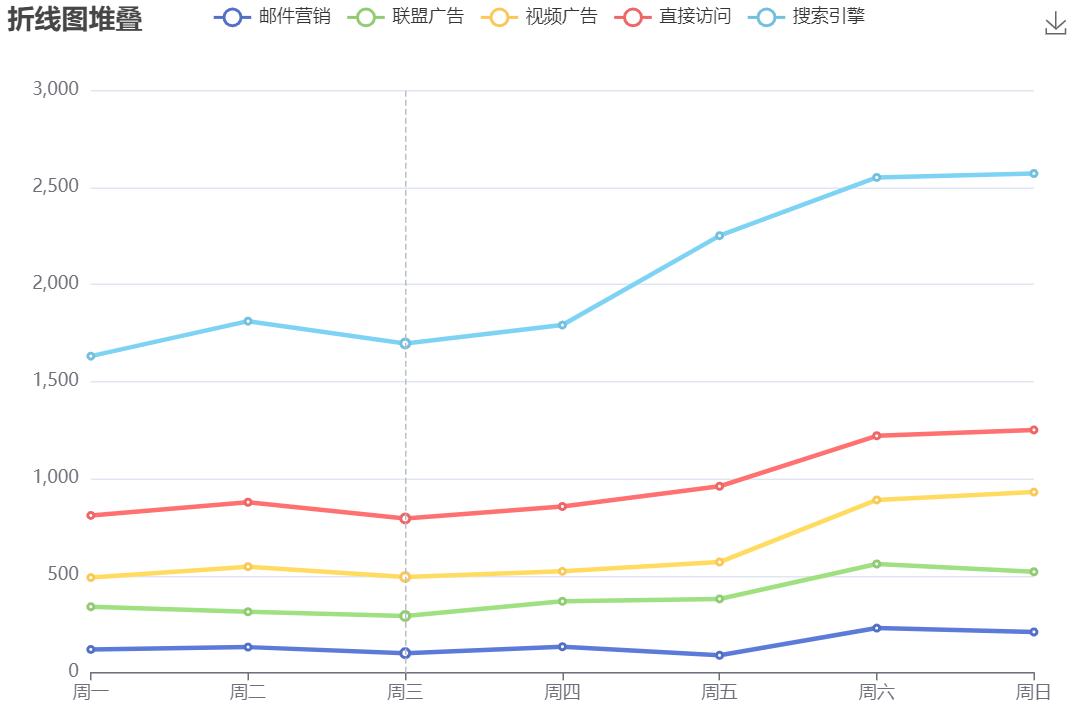 折线图堆叠
邮件营销 联盟广告 视频广告 直接访问 搜索引擎
3,000
2,500
2,000
1,500
1,000
500
0
周一 周二 周三 周四 周五 周六 周日